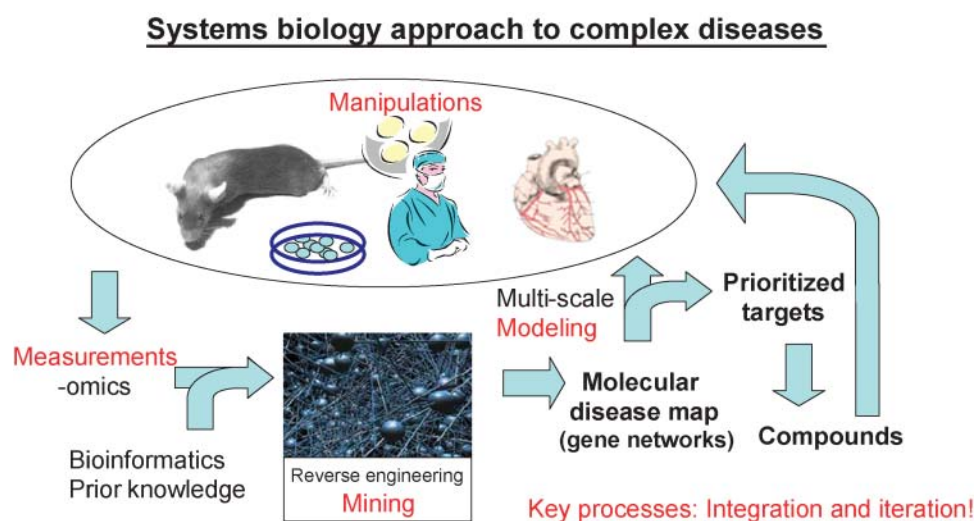 Systems biology approach to complex diseases
Manipulations
Measurements
-omics
Bioinformatics
Prior knowledge
Reverse engineering
Mining
Multi-scale
Modeling
Molecular
disease map
(gene networks)
Prioritized
targets
Compounds
Key processes: Integration and iteration!